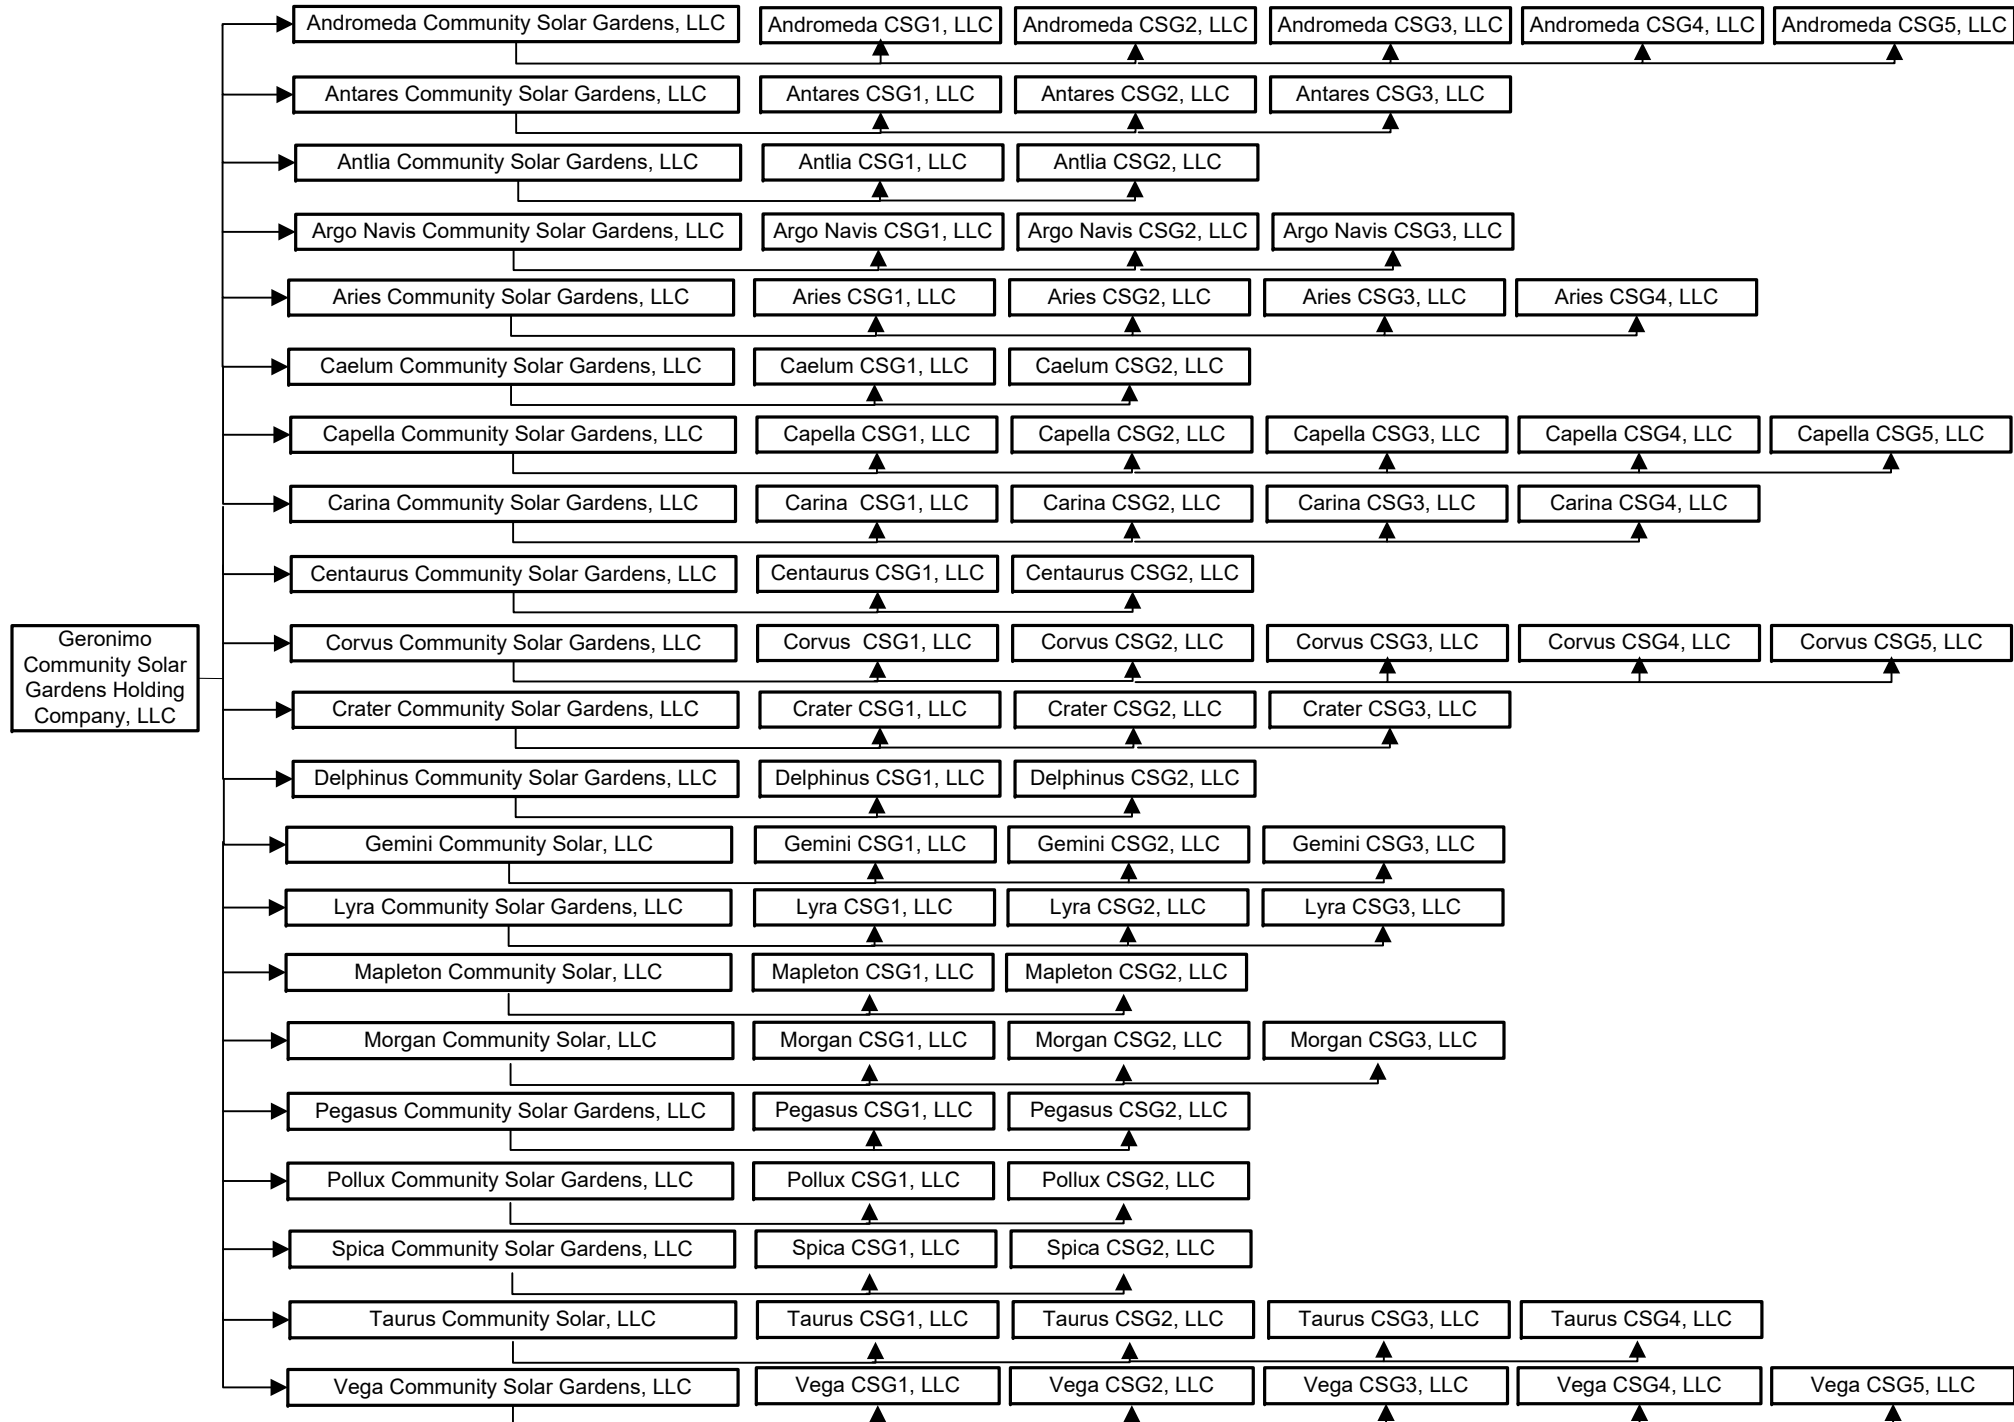 Andromeda Community Solar Gardens, LLC Andromeda CSG1, LLC Andromeda CSG2, LLC Andromeda CSG3, LLC Andromeda CSG4, LLC Andromeda CSG5, LLC
Antares Community Solar Gardens, LLC Antares CSG1, LLC Antares CSG2, LLC Antares CSG3, LLC
Antlia Community Solar Gardens, LLC Antlia CSG1, LLC Antlia CSG2, LLC
Argo Navis Community Solar Gardens, LLC Argo Navis CSG1, LLC Argo Navis CSG2, LLC Argo Navis CSG3, LLC
Aries Community Solar Gardens, LLC Aries CSG1, LLC Aries CSG2, LLC Aries CSG3, LLC Aries CSG4, LLC
Caelum Community Solar Gardens, LLC Caelum CSG1, LLC Caelum CSG2, LLC
Capella Community Solar Gardens, LLC Capella CSG1, LLC Capella CSG2, LLC Capella CSG3, LLC Capella CSG4, LLC Capella CSG5, LLC
Carina Community Solar Gardens, LLC Carina  CSG1, LLC Carina CSG2, LLC Carina CSG3, LLC Carina CSG4, LLC
Centaurus Community Solar Gardens, LLC Centaurus CSG1, LLC Centaurus CSG2, LLC
Geronimo
Community Solar
Gardens Holding
Company, LLC
Corvus Community Solar Gardens, LLC Corvus  CSG1, LLC Corvus CSG2, LLC Corvus CSG3, LLC Corvus CSG4, LLC Corvus CSG5, LLC
Crater Community Solar Gardens, LLC Crater CSG1, LLC Crater CSG2, LLC Crater CSG3, LLC
Delphinus Community Solar Gardens, LLC Delphinus CSG1, LLC Delphinus CSG2, LLC
Gemini Community Solar, LLC Gemini CSG1, LLC Gemini CSG2, LLC Gemini CSG3, LLC
Lyra Community Solar Gardens, LLC Lyra CSG1, LLC Lyra CSG2, LLC Lyra CSG3, LLC
Mapleton Community Solar, LLC Mapleton CSG1, LLC Mapleton CSG2, LLC
Morgan Community Solar, LLC Morgan CSG1, LLC Morgan CSG2, LLC Morgan CSG3, LLC
Pegasus Community Solar Gardens, LLC Pegasus CSG1, LLC Pegasus CSG2, LLC
Pollux Community Solar Gardens, LLC Pollux CSG1, LLC Pollux CSG2, LLC
Spica Community Solar Gardens, LLC Spica CSG1, LLC Spica CSG2, LLC
Taurus Community Solar, LLC Taurus CSG1, LLC Taurus CSG2, LLC Taurus CSG3, LLC Taurus CSG4, LLC
Vega Community Solar Gardens, LLC Vega CSG1, LLC Vega CSG2, LLC Vega CSG3, LLC Vega CSG4, LLC Vega CSG5, LLC